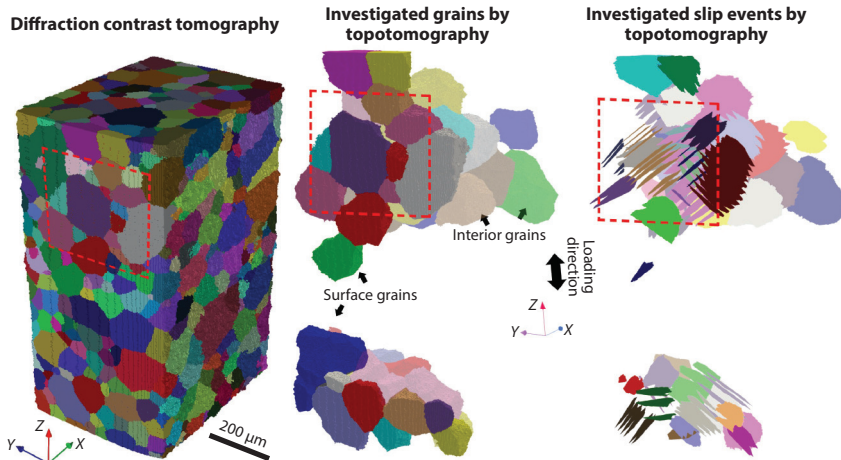 Diffraction contrast tomography
Investigated grains by
topotomography
Investigated slip events by
topotomography
Interior grains
Surface grains
Loading
direction
Z
Y
X
Z
Y
X
200 µm